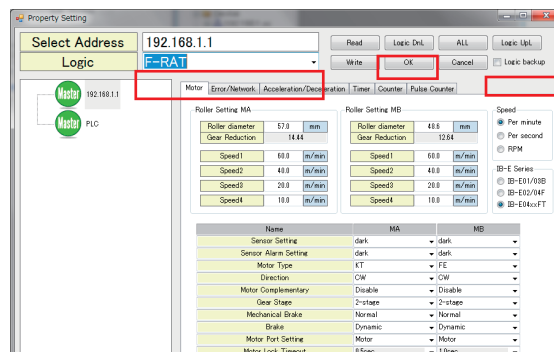 Property Setting
Select Address 192.168.1.1 Read Logic DnL ALL Logic UpL
Logic F-RAT Write OK Cancel Logic backup
Master 192.168.1.1
Master PLC
Motor Error/Network Acceleration/Deceleration Timer Counter Pulse Counter
Roller Setting MA Roller Setting MB Speed
Roller diameter 57.0 mm Roller diameter 48.6 mm Per minute
Gear Reduction 14.44 Gear Reduction 12.64 Per second
RPM
Speed1 60.0 m/min Speed1 60.0 m/min
Speed2 40.0 m/min Speed2 40.0 m/min IB-E Series
Speed3 20.0 m/min Speed3 20.0 m/min IB-E01/03B
Speed4 10.0 m/min Speed4 10.0 m/min IB-E02/04F
IB-E04xxFT
Name MA MB
Sensor Setting dark dark
Sensor Alarm Setting dark dark
Motor Type KT FE
Direction CW CW
Motor Complementary Disable Disable
Gear Stage 2-stage 2-stage
Mechanical Brake Normal Normal
Brake Dynamic Dynamic
Motor Port Setting Motor Motor
Motor Lock Timeout 0.5sec 1.0sec